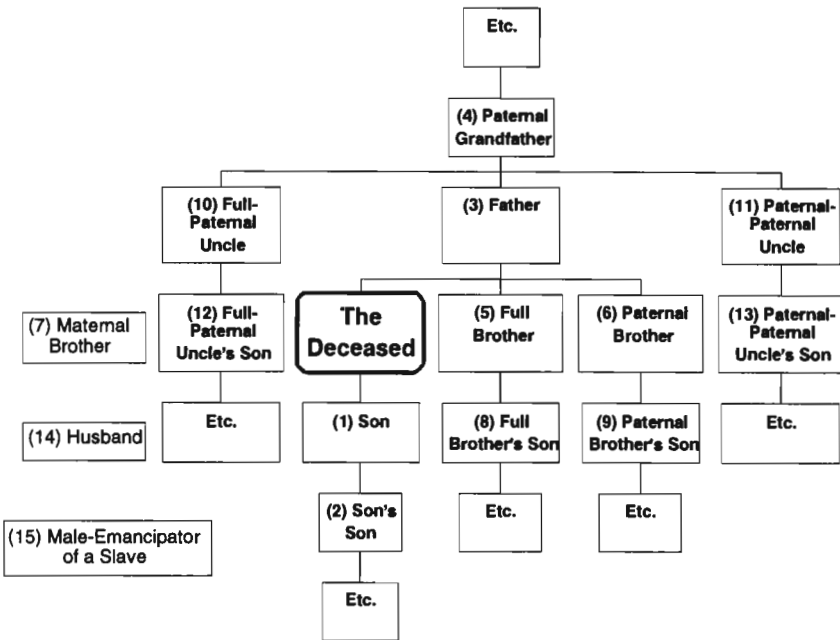 Etc.
(4) Paternal
Grandfather
(10) Full-
Paternal
Uncle
(3) Father
(11) Paternal-
Paternal
Uncle
(7) Maternal
Brother
(12) Full-
Paternal
Uncle's Son
The
Deceased
(5) Full
Brother
(6) Paternal
Brother
(13) Paternal-
Paternal
Uncle's Son
(14) Husband
Etc.
(1) Son
(8) Full
Brother's Son
(9) Paternal
Brother's Son
Etc.
(15) Male-Emancipator
of a Slave
(2) Son's
Son
Etc.
Etc.
Etc.